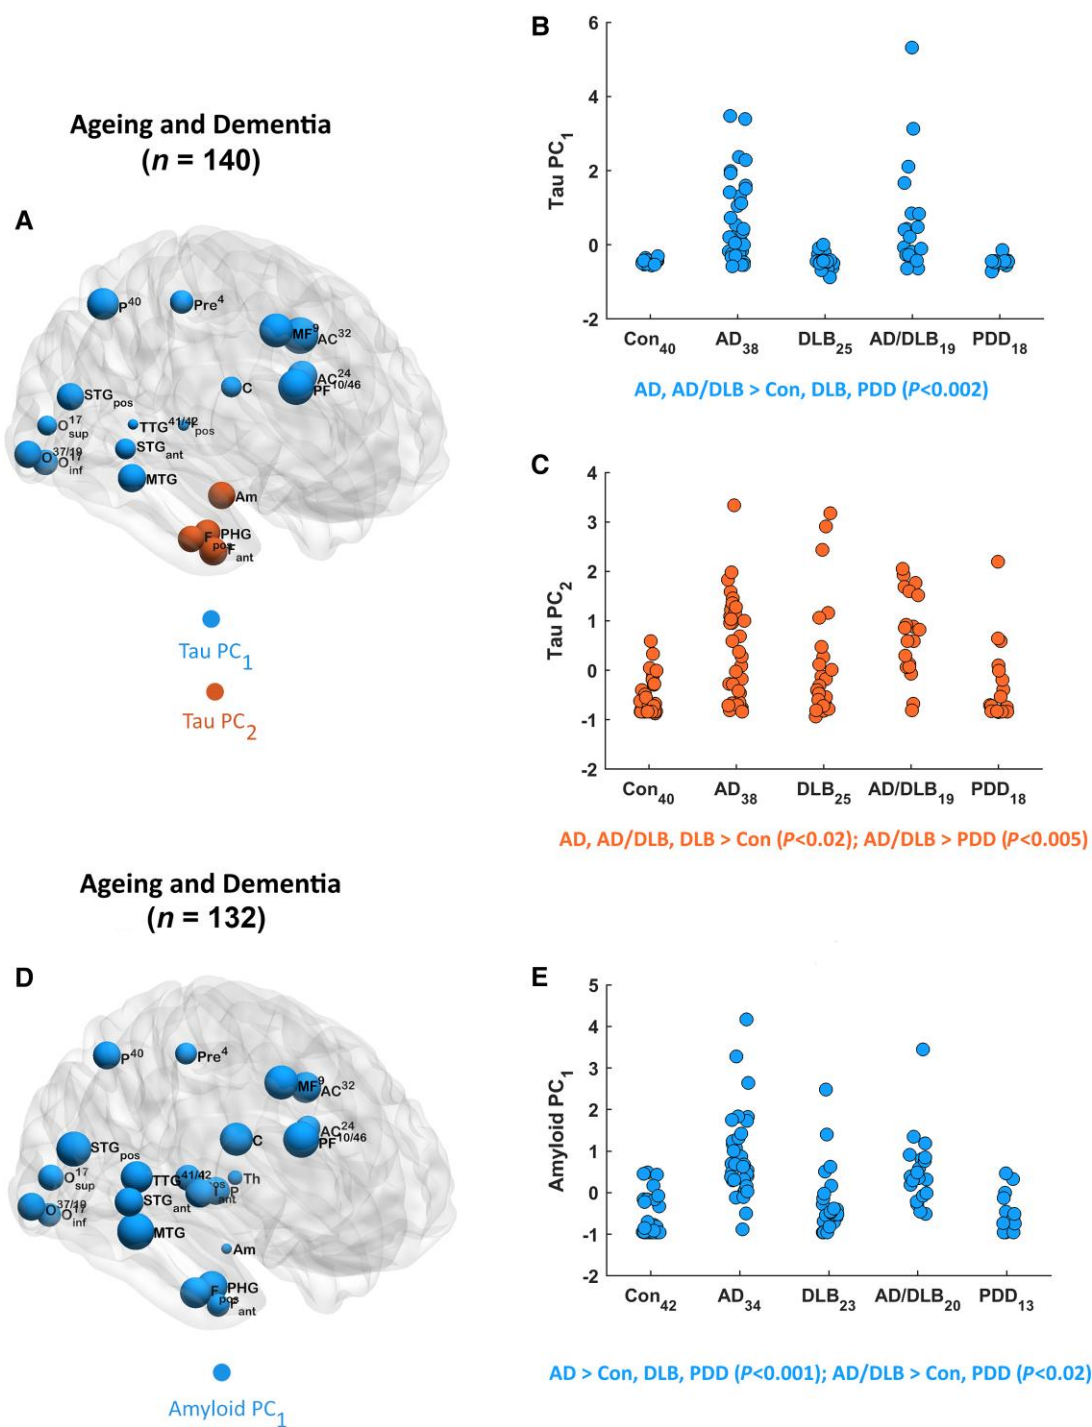 Ageing and Dementia
(n = 140)
A
P40
Pre4
MF9
AC32
AC24
PF10/46
C
STGpos
O17sup
TTG41/42
pos
O37/19
O17inf
STGant
MTG
Am
PHG
Fpos
Fant
Tau PC1
Tau PC2
B
6
4
2
0
-2
Tau PC1
Con40 AD38 DLB25 AD/DLB19 PDD18
AD, AD/DLB > Con, DLB, PDD (P<0.002)
C
4
3
2
1
0
-1
-2
Tau PC2
Con40 AD38 DLB25 AD/DLB19 PDD18
AD, AD/DLB, DLB > Con (P<0.02); AD/DLB > PDD (P<0.005)
Ageing and Dementia
(n = 132)
D
P40
Pre4
MF9
AC32
AC24
PF10/46
C
STGpos
O17sup
TTG41/42
pos
Th
P
ant
O37/19
O17inf
STGant
MTG
Am
PHG
Fpos
Fant
Amyloid PC1
E
5
4
3
2
1
0
-1
-2
Amyloid PC1
Con42 AD34 DLB23 AD/DLB20 PDD13
AD > Con, DLB, PDD (P<0.001); AD/DLB > Con, PDD (P<0.02)